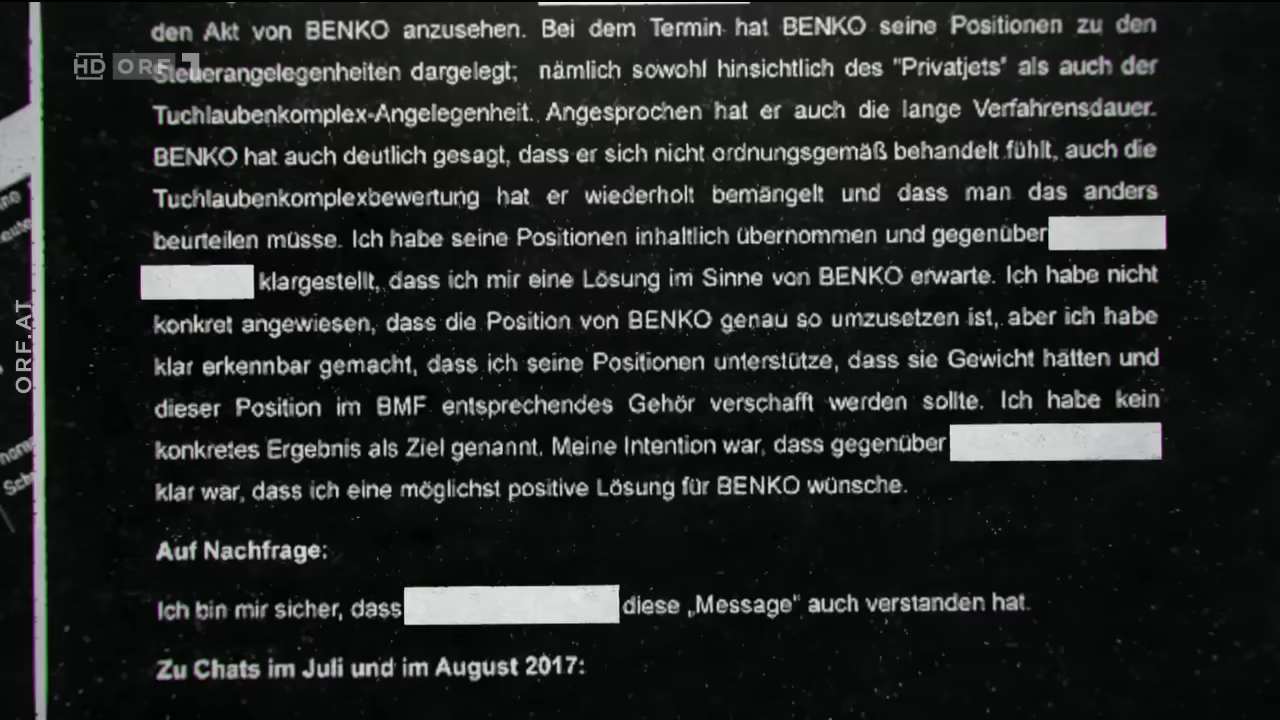 den Akt von BENKO anzusehen. Bei dem Termin hat BENKO seine Positionen zu den
HD ORF 1
Steuerangelegenheiten dargelegt; nämlich sowohl hinsichtlich des "Privatjets" als auch der
Tuchlaubenkomplex-Angelegenheit. Angesprochen hat er auch die lange Verfahrensdauer.
BENKO hat auch deutlich gesagt, dass er sich nicht ordnungsgemäß behandelt fühlt, auch die
Tuchlaubenkomplexbewertung hat er wiederholt bemängelt und dass man das anders
beurteilen müsse. Ich habe seine Positionen inhaltlich übernommen und gegenüber
klargestellt, dass ich mir eine Lösung im Sinne von BENKO erwarte. Ich habe nicht
konkret angewiesen, dass die Position von BENKO genau so umzusetzen ist, aber ich habe
klar erkennbar gemacht, dass ich seine Positionen unterstütze, dass sie Gewicht hätten und
dieser Position im BMF entsprechendes Gehör verschafft werden sollte. Ich habe kein
konkretes Ergebnis als Ziel genannt. Meine Intention war, dass gegenüber
klar war, dass ich eine möglichst positive Lösung für BENKO wünsche.
Auf Nachfrage:
Ich bin mir sicher, dass diese „Message" auch verstanden hat.
Zu Chats im Juli und im August 2017:
ORF.AT